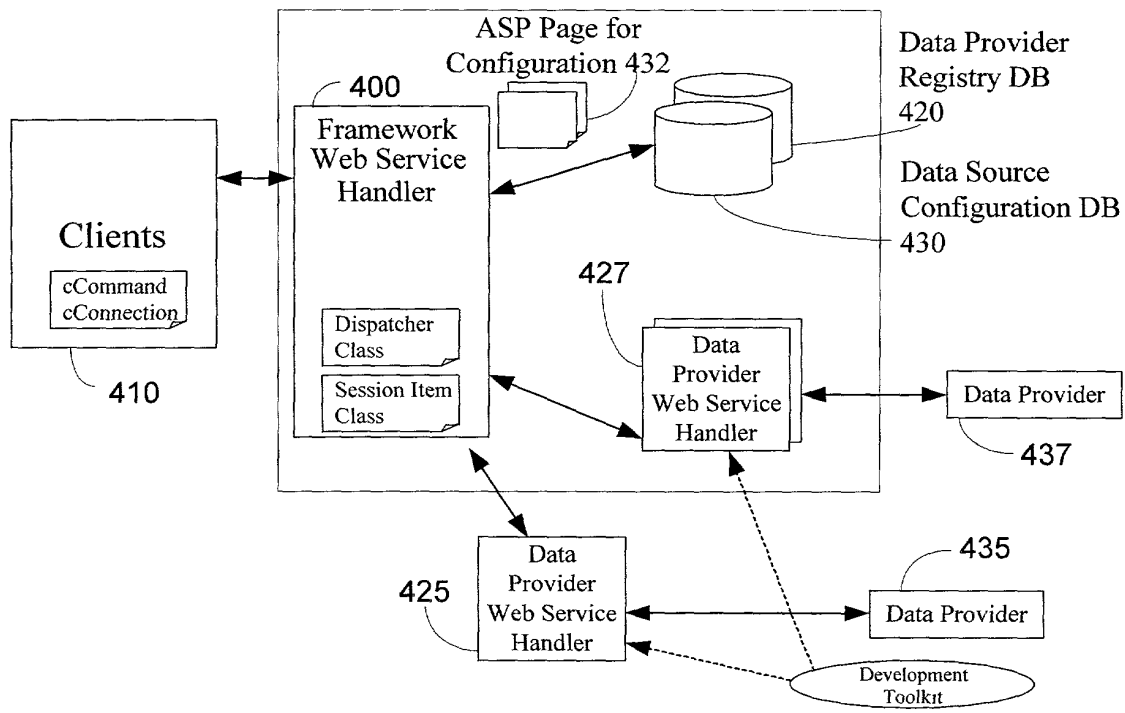 ASP Page for
Configuration 432
Data Provider
Registry DB
420
400
Framework
Web Service
Handler
Clients
cCommand
cConnection
410
Data Source
Configuration DB
430
427
Dispatcher
Class
Session Item
Class
Data
Provider
Web Service
Handler
Data Provider
437
Data
Provider
Web Service
Handler
425
435
Data Provider
Development
Toolkit